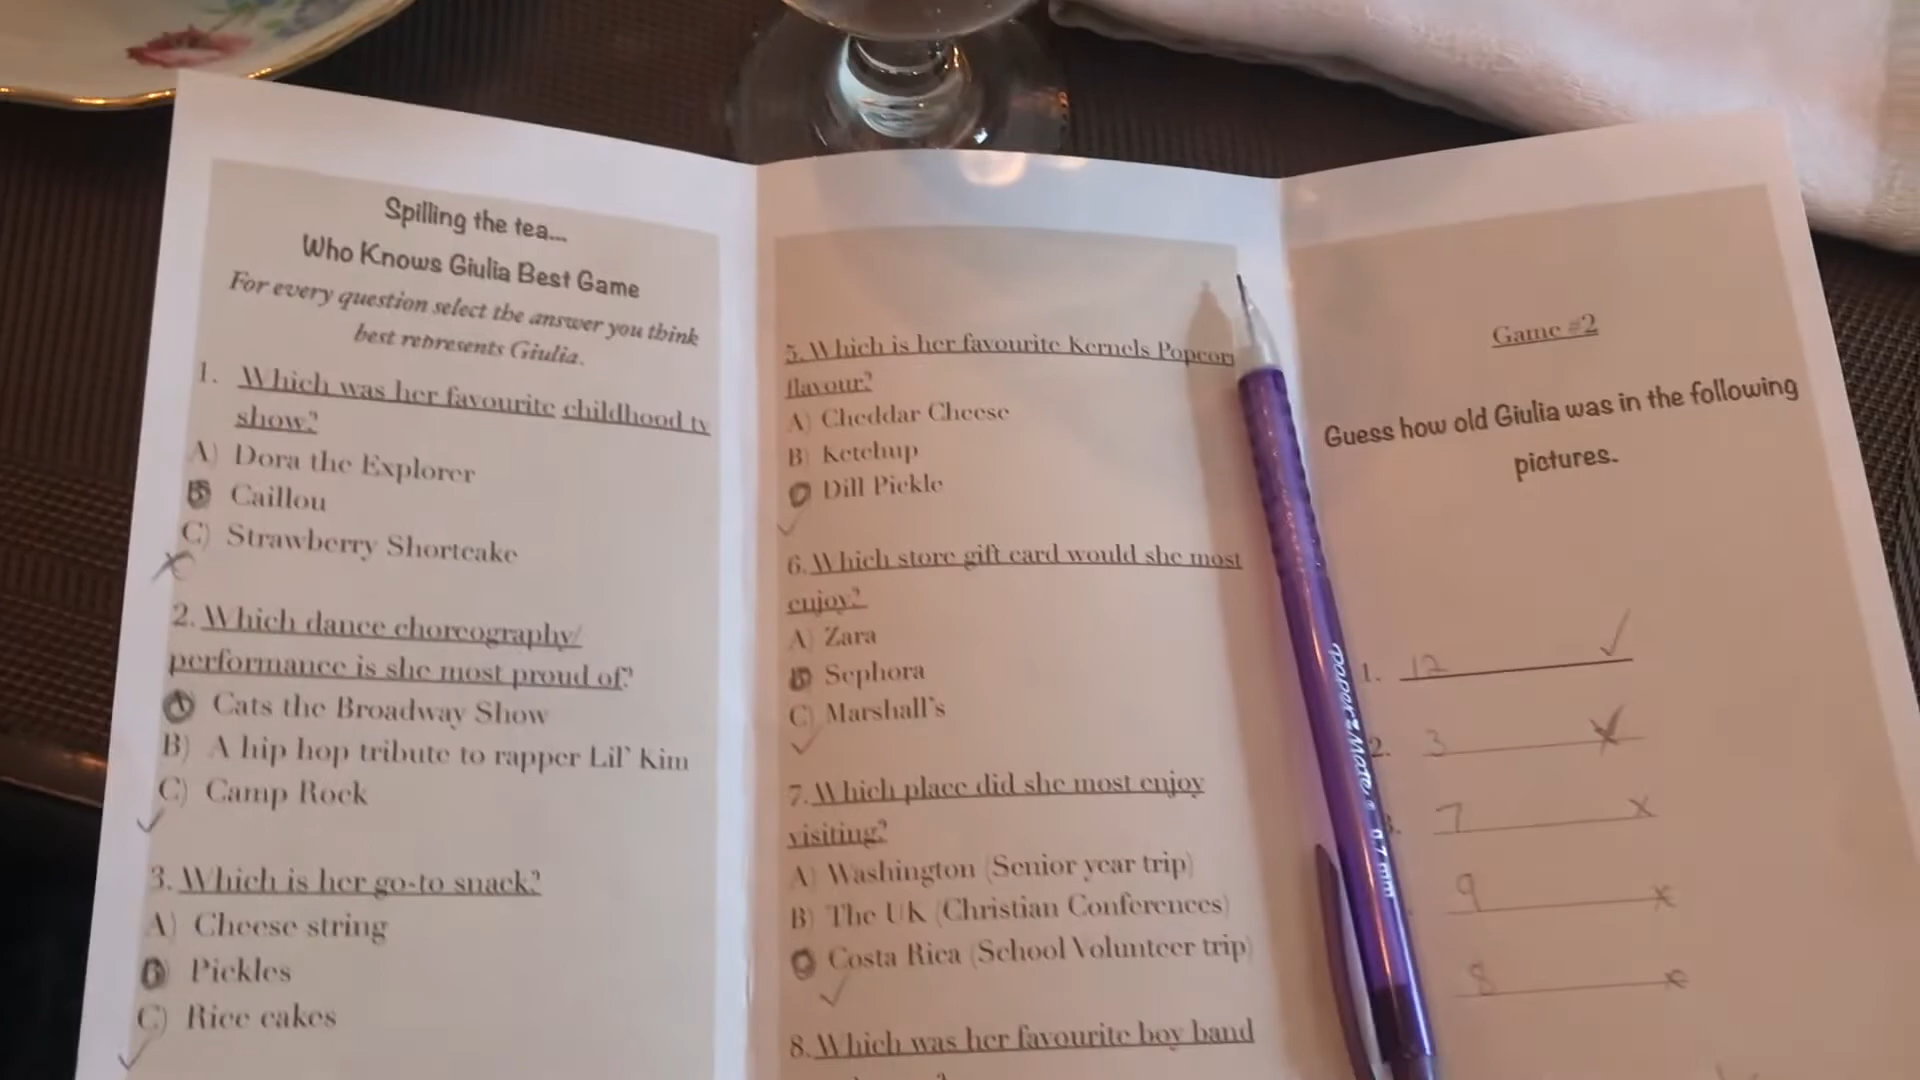 Spilling the tea...
Who Knows Giulia Best Game
For every question select the answer you think
best represents Giulia.
1. Which was her favourite childhood tv
show?
A) Dora the Explorer
B Caillou
C) Strawberry Shortcake
2. Which dance choreography/
performance is she most proud of?
A Cats the Broadway Show
B) A hip hop tribute to rapper Lil' Kim
C) Camp Rock
3. Which is her go-to snack?
A) Cheese string
B) Pickles
C) Rice cakes
5. Which is her favourite Kernels Popcorn
flavour?
A) Cheddar Cheese
B) Ketchup
Dill Pickle
6. Which store gift card would she most
enjoy?
A) Zara
B Sephora
C) Marshall's
7. Which place did she most enjoy
visiting?
A) Washington (Senior year trip)
B) The UK (Christian Conferences)
Costa Rica (School Volunteer trip)
8. Which was her favourite boy band
Game #2
Guess how old Giulia was in the following
pictures.
1. 12
2. 3
3. 7
9
8
paper mate 0.7mm